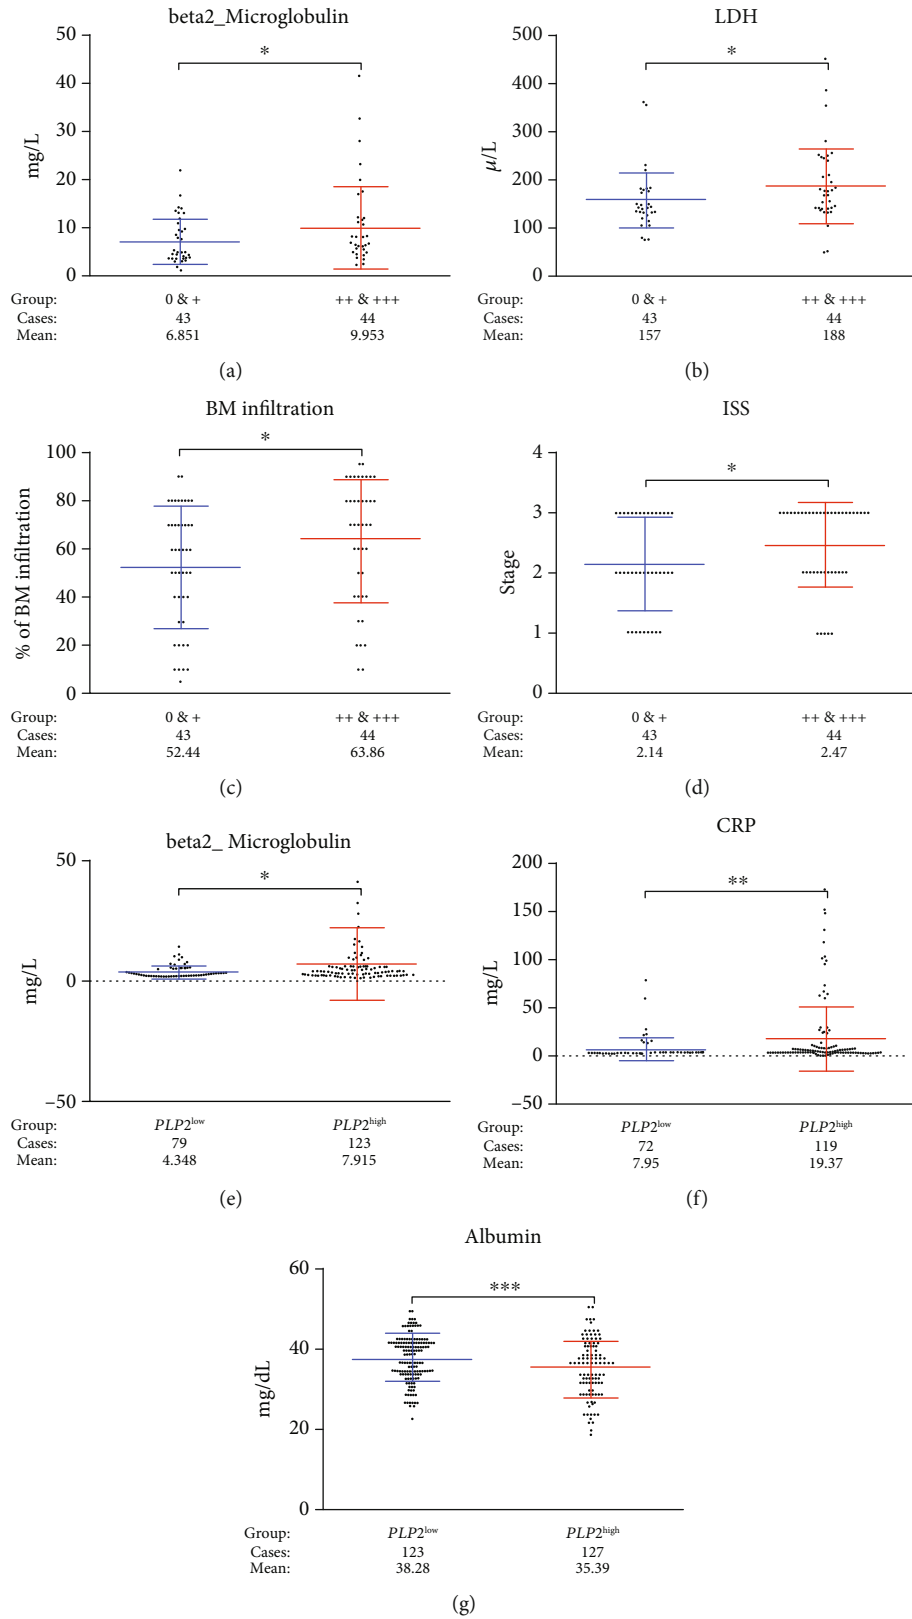 beta2_Microglobulin
*
mg/L
50
40
30
20
10
0
Group: 0 & + ++ & +++
Cases: 43 44
Mean: 6.851 9.953
(a)
LDH
*
μ/L
500
400
300
200
100
0
Group: 0 & + ++ & +++
Cases: 43 44
Mean: 157 188
(b)
BM infiltration
*
% of BM infiltration
100
80
60
40
20
0
Group: 0 & + ++ & +++
Cases: 43 44
Mean: 52.44 63.86
(c)
ISS
*
Stage
4
3
2
1
0
Group: 0 & + ++ & +++
Cases: 43 44
Mean: 2.14 2.47
(d)
beta2_ Microglobulin
*
mg/L
50
0
−50
Group: PLP2low PLP2high
Cases: 79 123
Mean: 4.348 7.915
(e)
CRP
**
mg/L
200
150
100
50
0
−50
Group: PLP2low PLP2high
Cases: 72 119
Mean: 7.95 19.37
(f)
Albumin
***
mg/dL
60
40
20
0
Group: PLP2low PLP2high
Cases: 123 127
Mean: 38.28 35.39
(g)